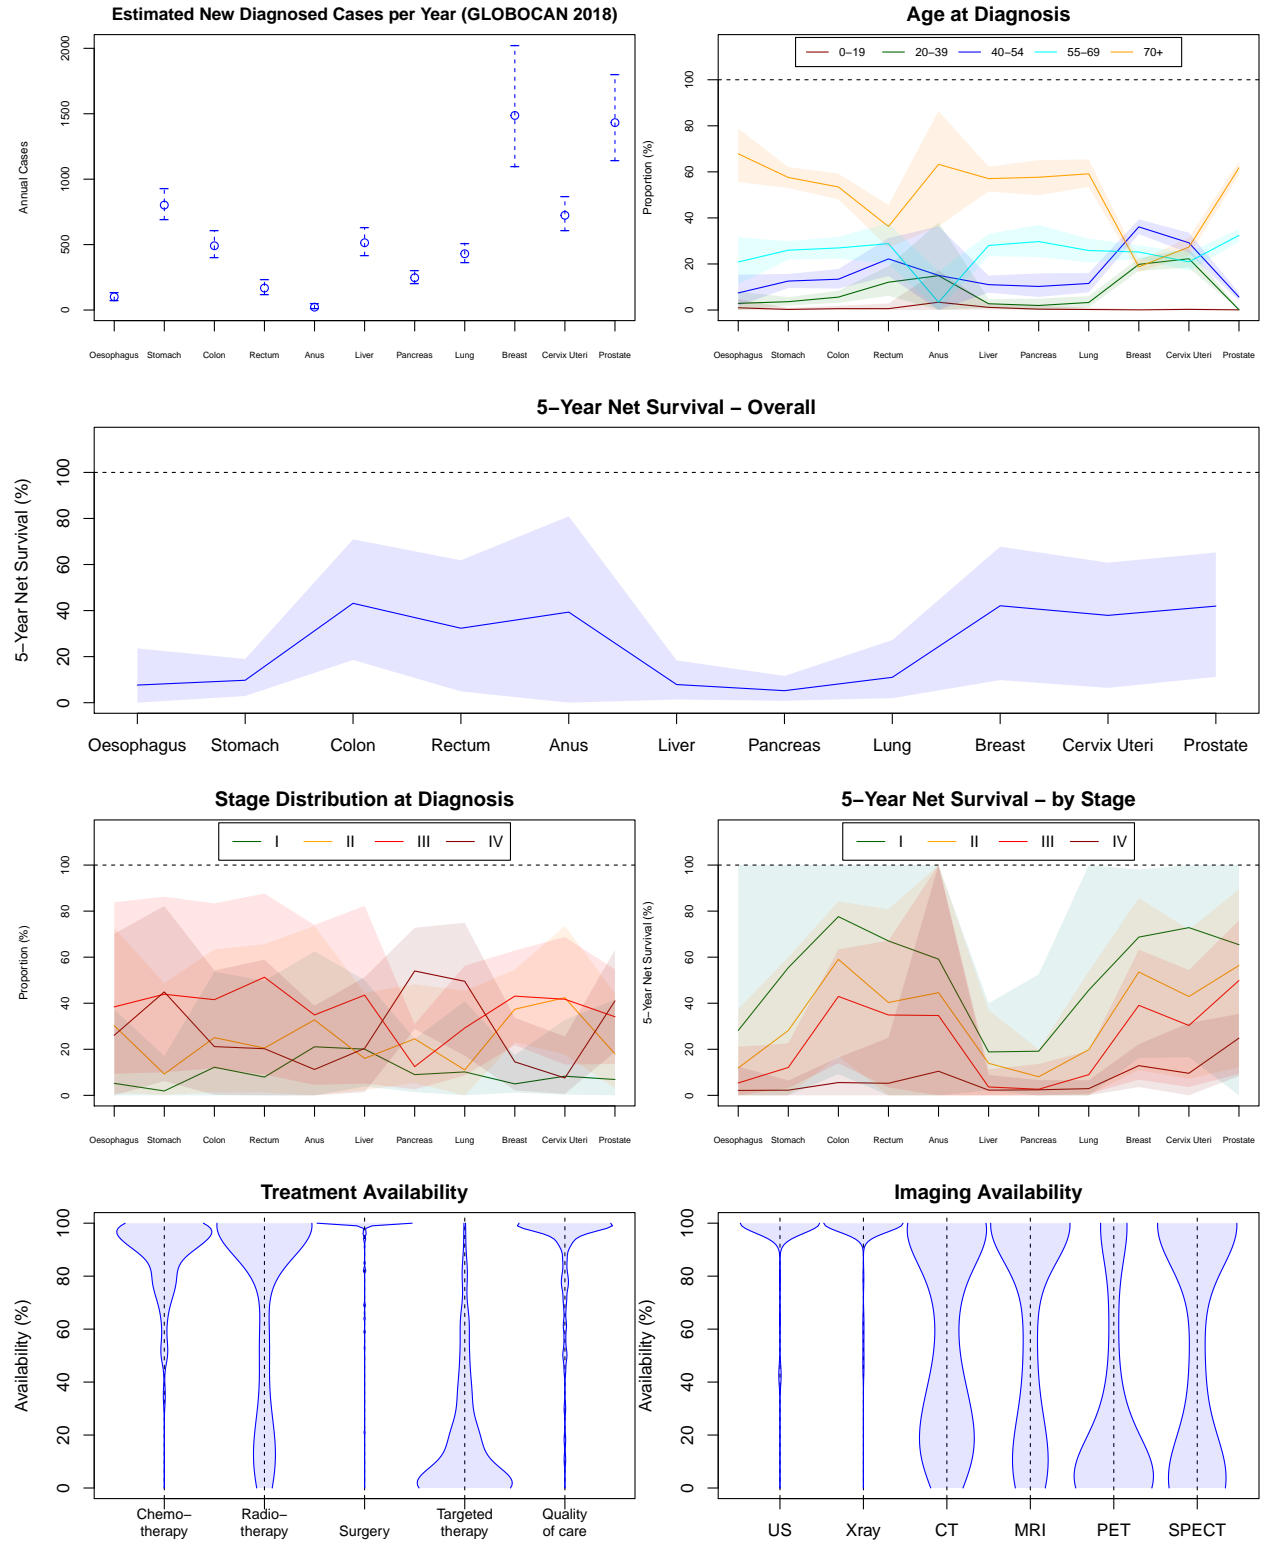 Estimated New Diagnosed Cases per Year (GLOBOCAN 2018)
Annual Cases
0
500
1000
1500
2000
Oesophagus Stomach Colon Rectum Anus Liver Pancreas Lung Breast Cervix Uteri Prostate
Age at Diagnosis
0−19 20−39 40−54 55−69 70+
Proportion (%)
0
20
40
60
80
100
Oesophagus Stomach Colon Rectum Anus Liver Pancreas Lung Breast Cervix Uteri Prostate
5−Year Net Survival − Overall
5−Year Net Survival (%)
0
20
40
60
80
100
Oesophagus Stomach Colon Rectum Anus Liver Pancreas Lung Breast Cervix Uteri Prostate
Stage Distribution at Diagnosis
I II III IV
Proportion (%)
0
20
40
60
80
100
Oesophagus Stomach Colon Rectum Anus Liver Pancreas Lung Breast Cervix Uteri Prostate
5−Year Net Survival − by Stage
I II III IV
5−Year Net Survival (%)
0
20
40
60
80
100
Oesophagus Stomach Colon Rectum Anus Liver Pancreas Lung Breast Cervix Uteri Prostate
Treatment Availability
Availability (%)
0
20
40
60
80
100
Chemo−
therapy
Radio−
therapy
Surgery
Targeted
therapy
Quality
of care
Imaging Availability
Availability (%)
0
20
40
60
80
100
US Xray CT MRI PET SPECT